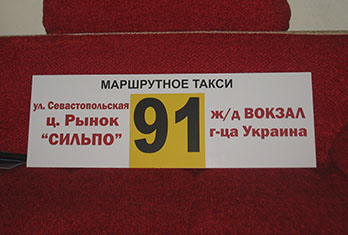 МАРШРУТНОЕ ТАКСИ
ул. Севастопольская
ц. Рынок
"СИЛЬПО"
91
ж/д ВОКЗАЛ
г-ца Украина